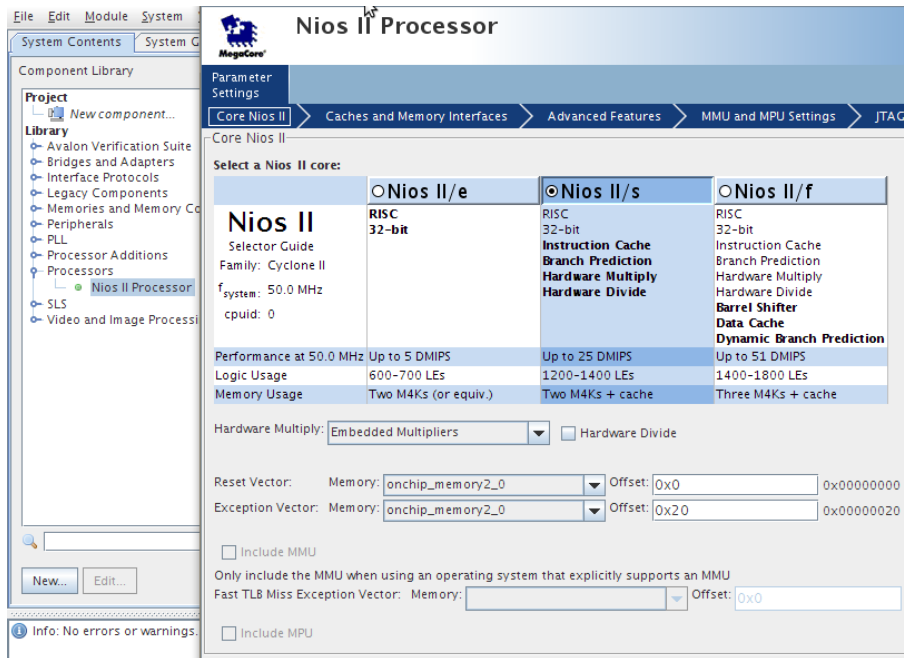 File Edit Module System
System Contents System G
Component Library
Project
New component...
Library
Avalon Verification Suite
Bridges and Adapters
Interface Protocols
Legacy Components
Memories and Memory Co
Peripherals
PLL
Processor Additions
Processors
Nios II Processor
SLS
Video and Image Processi
New... Edit...
Info: No errors or warnings.
MegaCore®
Nios II Processor
Parameter
Settings
Core Nios II Caches and Memory Interfaces Advanced Features MMU and MPU Settings JTAG
Core Nios II
Select a Nios II core:
Nios II/e Nios II/s Nios II/f
Nios II
Selector Guide
Family: Cyclone II
fsystem: 50.0 MHz
cpuid: 0
RISC
32-bit
RISC
32-bit
Instruction Cache
Branch Prediction
Hardware Multiply
Hardware Divide
RISC
32-bit
Instruction Cache
Branch Prediction
Hardware Multiply
Hardware Divide
Barrel Shifter
Data Cache
Dynamic Branch Prediction
Performance at 50.0 MHz Up to 5 DMIPS Up to 25 DMIPS Up to 51 DMIPS
Logic Usage 600-700 LEs 1200-1400 LEs 1400-1800 LEs
Memory Usage Two M4Ks (or equiv.) Two M4Ks + cache Three M4Ks + cache
Hardware Multiply: Embedded Multipliers Hardware Divide
Reset Vector: Memory: onchip_memory2_0 Offset: 0x0 0x00000000
Exception Vector: Memory: onchip_memory2_0 Offset: 0x20 0x00000020
Include MMU
Only include the MMU when using an operating system that explicitly supports an MMU
Fast TLB Miss Exception Vector: Memory: Offset: 0x0
Include MPU